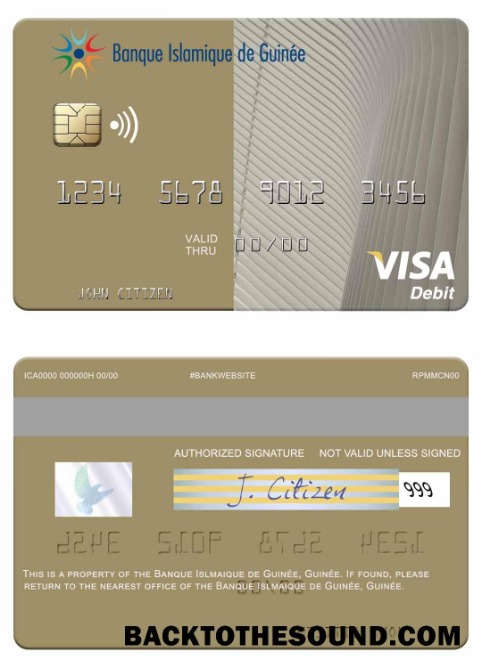 Banque Islamique de Guinée
1234 5678 9012 3456
VALID
THRU
00/00
VISA
JOHN CITIZEN
Debit
ICA0000 000000H 00/00 #BANKWEBSITE RPMMCN00
AUTHORIZED SIGNATURE NOT VALID UNLESS SIGNED
J. Citizen 999
THIS IS A PROPERTY OF THE BANQUE ISLMAIQUE DE GUINÉE, GUINÉE. IF FOUND, PLEASE
RETURN TO THE NEAREST OFFICE OF THE BANQUE ISLMAIQUE DE GUINÉE, GUINÉE.
BACKTOTHESOUND.COM